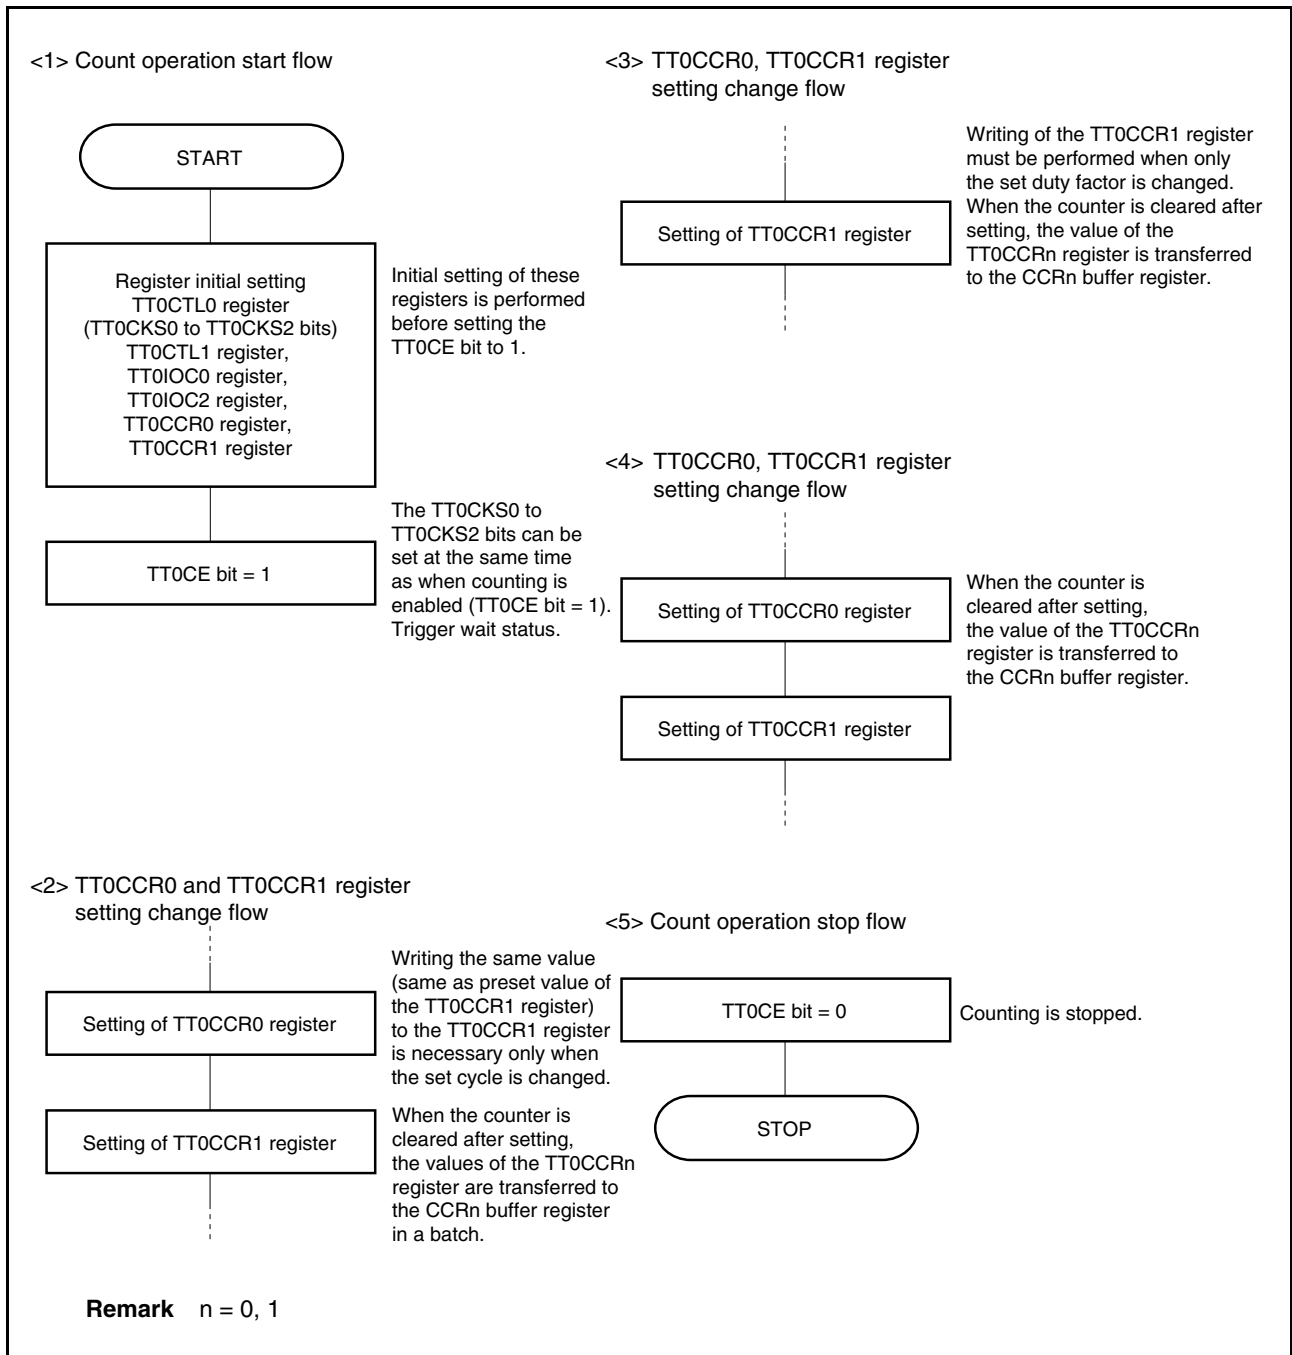 <1> Count operation start flow
START
Register initial setting
TT0CTL0 register
(TT0CKS0 to TT0CKS2 bits)
TT0CTL1 register,
TT0IOC0 register,
TT0IOC2 register,
TT0CCR0 register,
TT0CCR1 register
Initial setting of these
registers is performed
before setting the
TT0CE bit to 1.
TT0CE bit = 1
The TT0CKS0 to
TT0CKS2 bits can be
set at the same time
as when counting is
enabled (TT0CE bit = 1).
Trigger wait status.
<2> TT0CCR0 and TT0CCR1 register
setting change flow
Setting of TT0CCR0 register
Writing the same value
(same as preset value of
the TT0CCR1 register)
to the TT0CCR1 register
is necessary only when
the set cycle is changed.
Setting of TT0CCR1 register
When the counter is
cleared after setting,
the values of the TT0CCRn
register are transferred to
the CCRn buffer register
in a batch.
<3> TT0CCR0, TT0CCR1 register
setting change flow
Setting of TT0CCR1 register
Writing of the TT0CCR1 register
must be performed when only
the set duty factor is changed.
When the counter is cleared after
setting, the value of the
TT0CCRn register is transferred
to the CCRn buffer register.
<4> TT0CCR0, TT0CCR1 register
setting change flow
Setting of TT0CCR0 register
When the counter is
cleared after setting,
the value of the TT0CCRn
register is transferred to
the CCRn buffer register.
Setting of TT0CCR1 register
<5> Count operation stop flow
TT0CE bit = 0
Counting is stopped.
STOP
Remark n = 0, 1